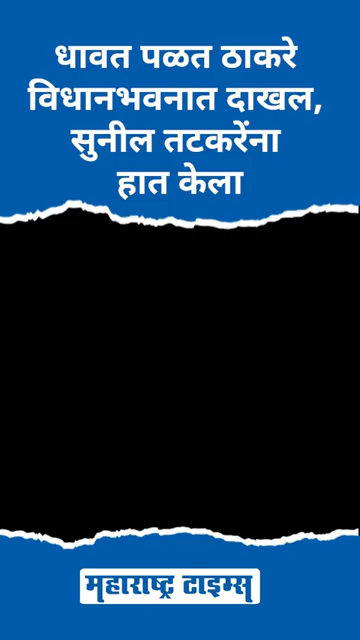 धावत पळत ठाकरे
विधानभवनात दाखल,
सुनील तटकरेंना
हात केला
महाराष्ट्र टाइम्स